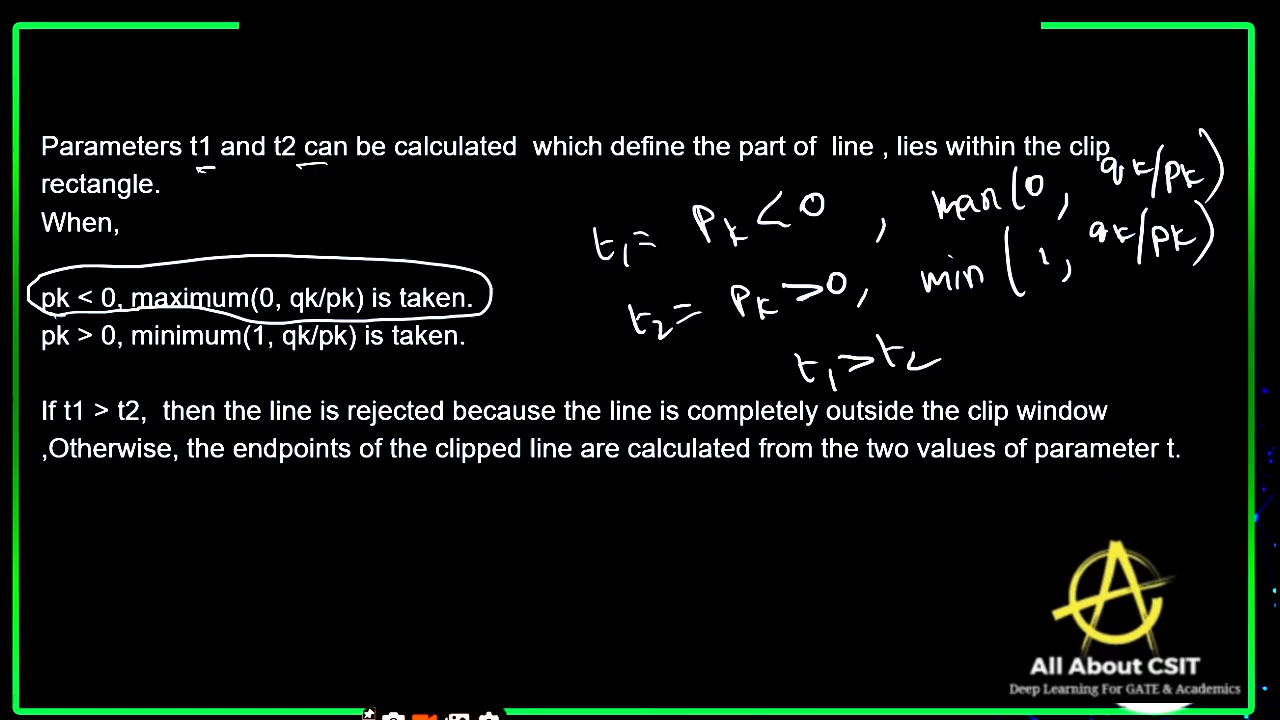 Parameters t1 and t2 can be calculated which define the part of line , lies within the clip
rectangle.
When,
t1= Pk<0 , max(0, qk/pk)
pk < 0, maximum(0, qk/pk) is taken.
t2= Pk>0, min(1, qk/pk)
pk > 0, minimum(1, qk/pk) is taken.
t1>t2
If t1 > t2, then the line is rejected because the line is completely outside the clip window
,Otherwise, the endpoints of the clipped line are calculated from the two values of parameter t.
All About CSIT
Deep Learning For GATE & Academics